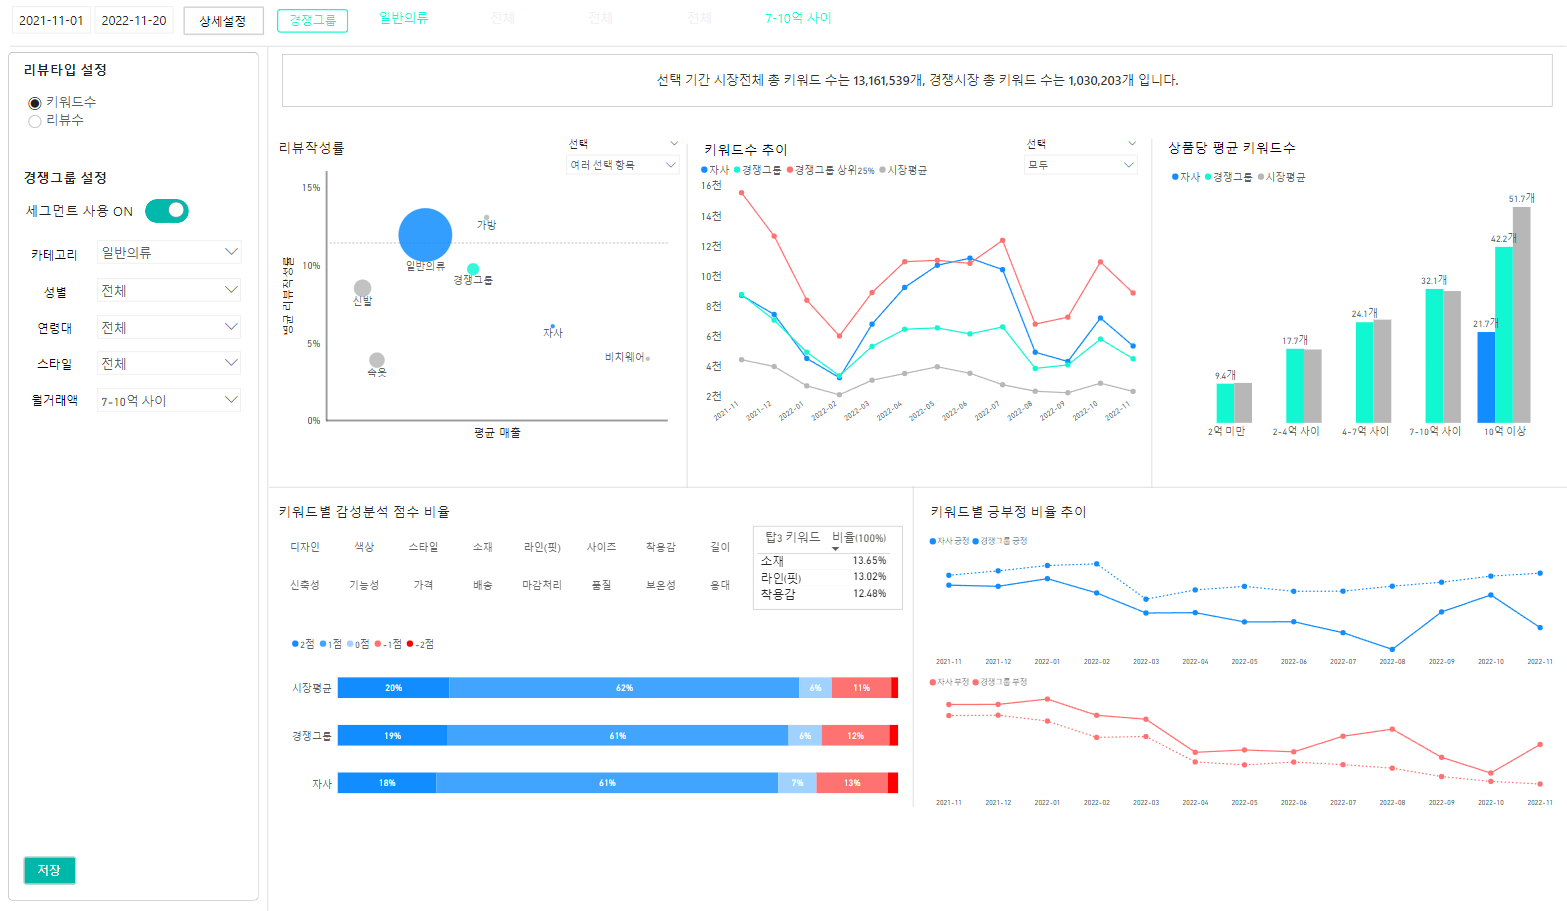 2021-11-01 2022-11-20 상세설정 경쟁그룹 일반의류 전체 전체 전체 7-10억 사이
리뷰타입 설정
키워드수
리뷰수
경쟁그룹 설정
세그먼트 사용 ON
카테고리 일반의류
성별 전체
연령대 전체
스타일 전체
월거래액 7-10억 사이
저장
선택 기간 시장전체 총 키워드 수는 13,161,539개, 경쟁시장 총 키워드 수는 1,030,203개 입니다.
리뷰작성률
선택
여러 선택 항목
평균 리뷰작성률
15%
10%
5%
0%
가방
일반의류
경쟁그룹
신발
자사
비치웨어
속옷
평균 매출
키워드수 추이
선택
모두
자사 경쟁그룹 경쟁그룹 상위25% 시장평균
16천
14천
12천
10천
8천
6천
4천
2천
2021-11 2021-12 2022-01 2022-02 2022-03 2022-04 2022-05 2022-06 2022-07 2022-08 2022-09 2022-10 2022-11
상품당 평균 키워드수
자사 경쟁그룹 시장평균
9.4개
17.7개
24.1개
32.1개
21.7개
42.2개
51.7개
2억 미만 2-4억 사이 4-7억 사이 7-10억 사이 10억 이상
키워드별 감성분석 점수 비율
디자인 색상 스타일 소재 라인(핏) 사이즈 착용감 길이
신축성 기능성 가격 배송 마감처리 품질 보온성 응대
탑3 키워드 비율(100%)
소재 13.65%
라인(핏) 13.02%
착용감 12.48%
2점 1점 0점 -1점 -2점
시장평균 20% 62% 6% 11%
경쟁그룹 19% 61% 6% 12%
자사 18% 61% 7% 13%
키워드별 긍부정 비율 추이
자사 긍정 경쟁그룹 긍정
2021-11 2021-12 2022-01 2022-02 2022-03 2022-04 2022-05 2022-06 2022-07 2022-08 2022-09 2022-10 2022-11
자사 부정 경쟁그룹 부정
2021-11 2021-12 2022-01 2022-02 2022-03 2022-04 2022-05 2022-06 2022-07 2022-08 2022-09 2022-10 2022-11